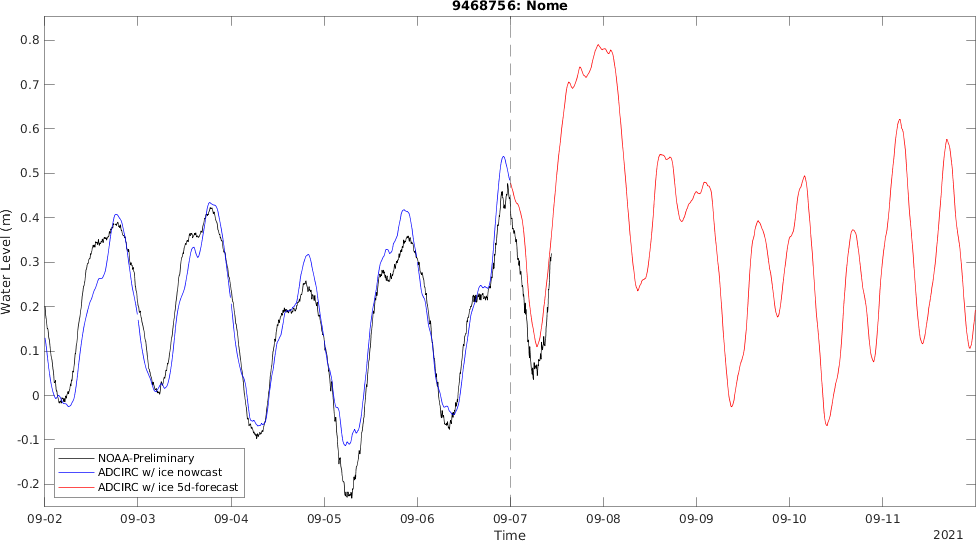 9468756: Nome
0.8
0.7
0.6
0.5
0.4
0.3
0.2
0.1
0
-0.1
-0.2
Water Level (m)
NOAA-Preliminary
ADCIRC w/ ice nowcast
ADCIRC w/ ice 5d-forecast
09-02 09-03 09-04 09-05 09-06 09-07 09-08 09-09 09-10 09-11
Time
2021